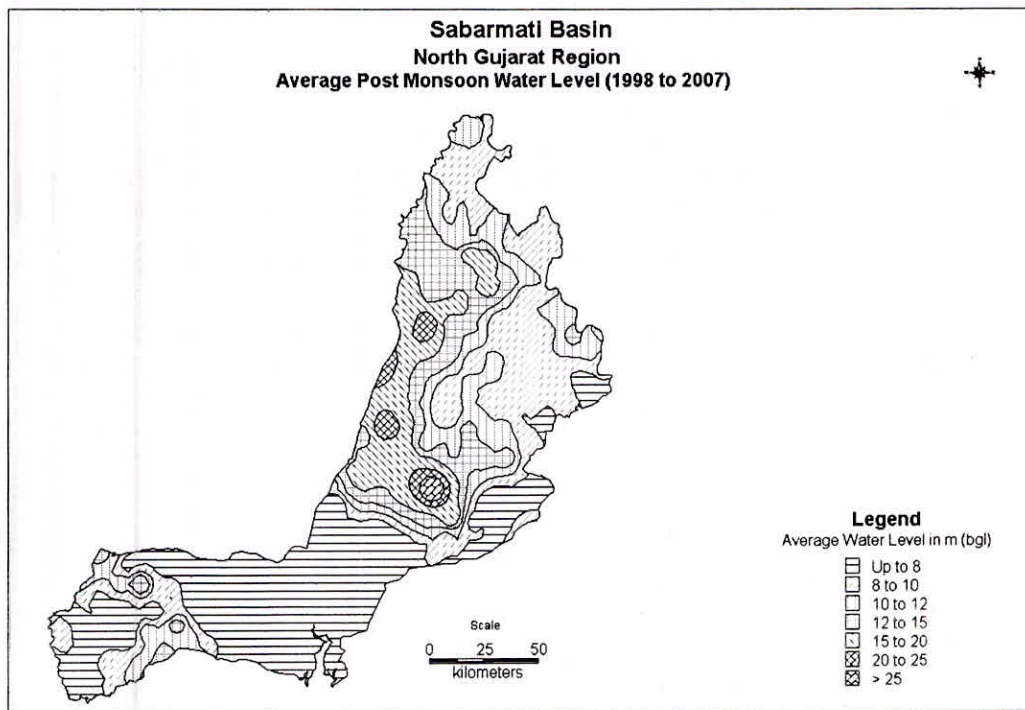 Sabarmati Basin
North Gujarat Region
Average Post Monsoon Water Level (1998 to 2007)
Legend
Average Water Level in m (bgl)
Up to 8
8 to 10
10 to 12
12 to 15
15 to 20
20 to 25
> 25
Scale
0 25 50
kilometers